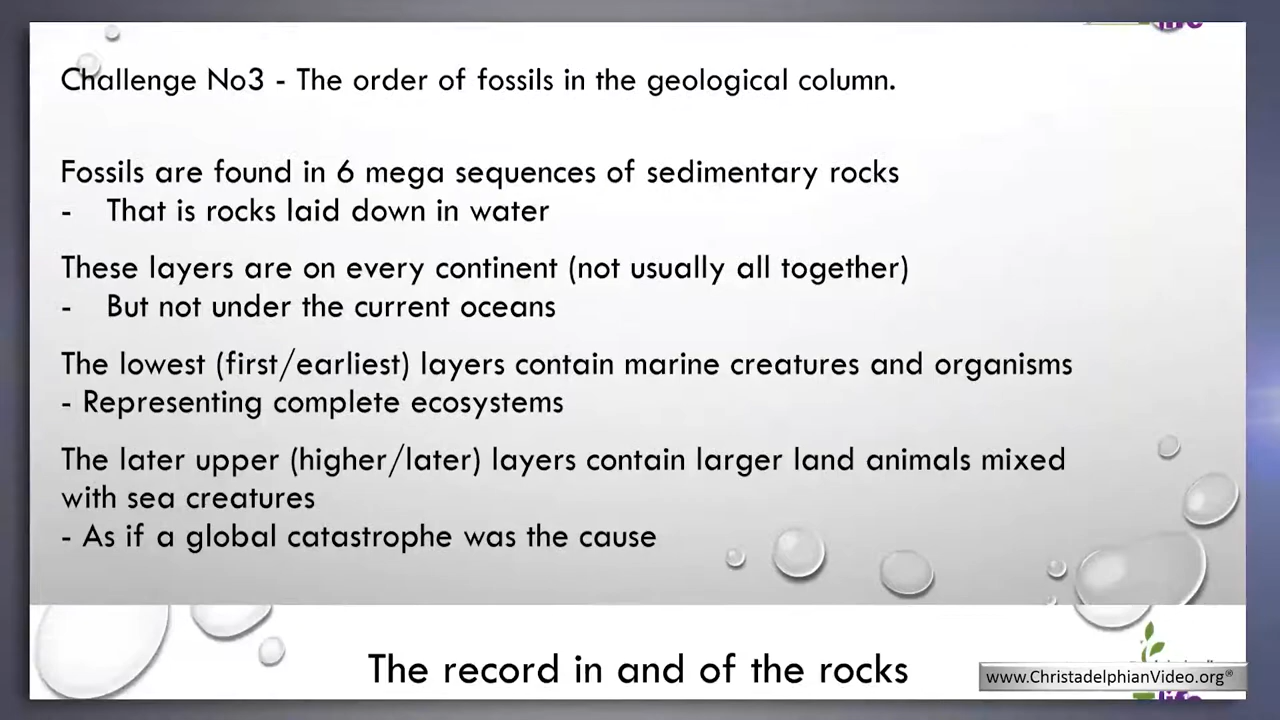 life
Challenge No3 - The order of fossils in the geological column.
Fossils are found in 6 mega sequences of sedimentary rocks
- That is rocks laid down in water
These layers are on every continent (not usually all together)
- But not under the current oceans
The lowest (first/earliest) layers contain marine creatures and organisms
- Representing complete ecosystems
The later upper (higher/later) layers contain larger land animals mixed
with sea creatures
- As if a global catastrophe was the cause
The record in and of the rocks
www.ChristadelphianVideo.org®
life